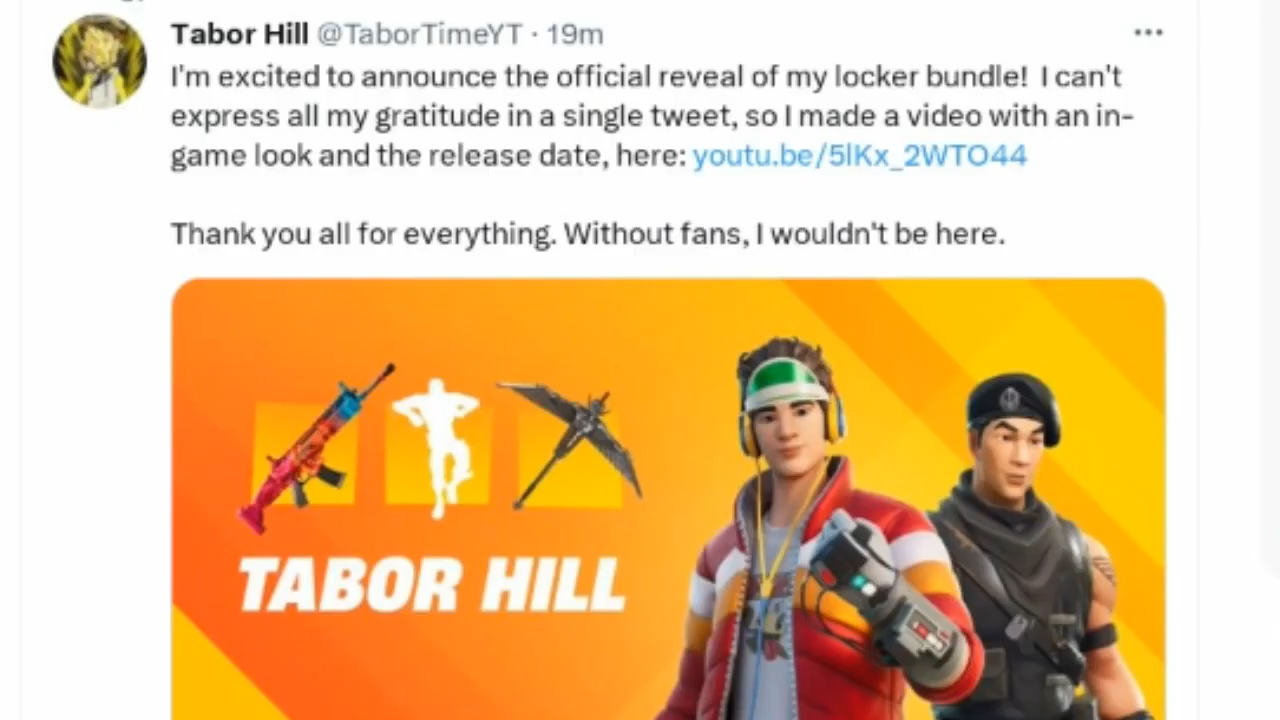 Tabor Hill @TaborTimeYT · 19m
I'm excited to announce the official reveal of my locker bundle!  I can't
express all my gratitude in a single tweet, so I made a video with an in-
game look and the release date, here: youtu.be/5lKx_2WTO44
Thank you all for everything. Without fans, I wouldn't be here.
TABOR HILL